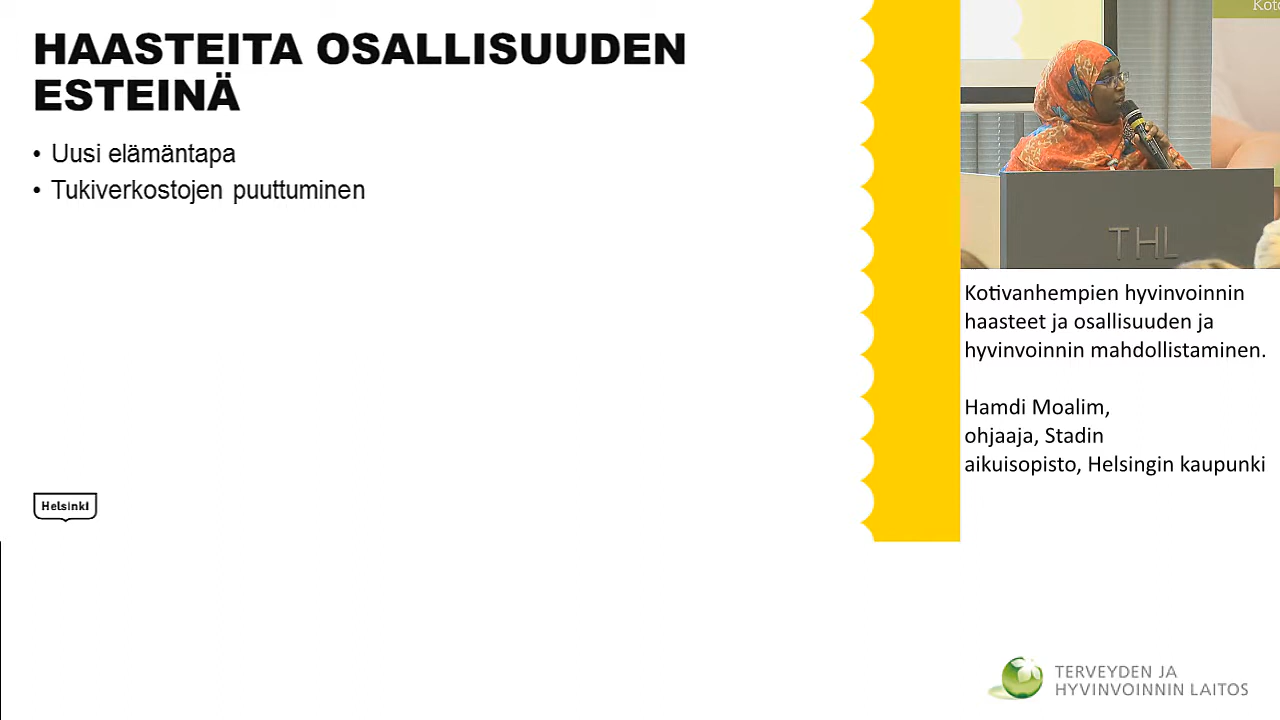 HAASTEITA OSALLISUUDEN
ESTEINÄ
• Uusi elämäntapa
• Tukiverkostojen puuttuminen
Helsinki
THL
Kotivanhempien hyvinvoinnin
haasteet ja osallisuuden ja
hyvinvoinnin mahdollistaminen.
Hamdi Moalim,
ohjaaja, Stadin
aikuisopisto, Helsingin kaupunki
TERVEYDEN JA
HYVINVOINNIN LAITOS